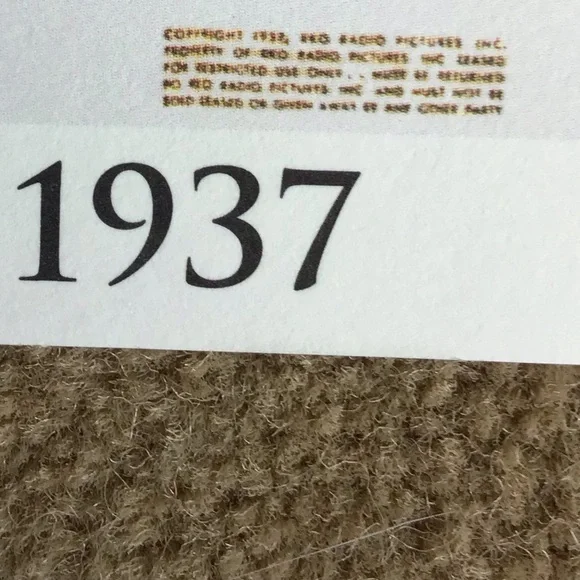 COPYRIGHT 1938, RKO RADIO PICTURES, INC.
PROPERTY OF RKO RADIO PICTURES INC LEASED
FOR RESTRICTED USE ONLY... MUST BE RETURNED
RKO RADIO PICTURES, INC. AND MUST NOT BE
SOLD LEASED OR GIVEN AWAY BY ANY OTHER PARTY
1937